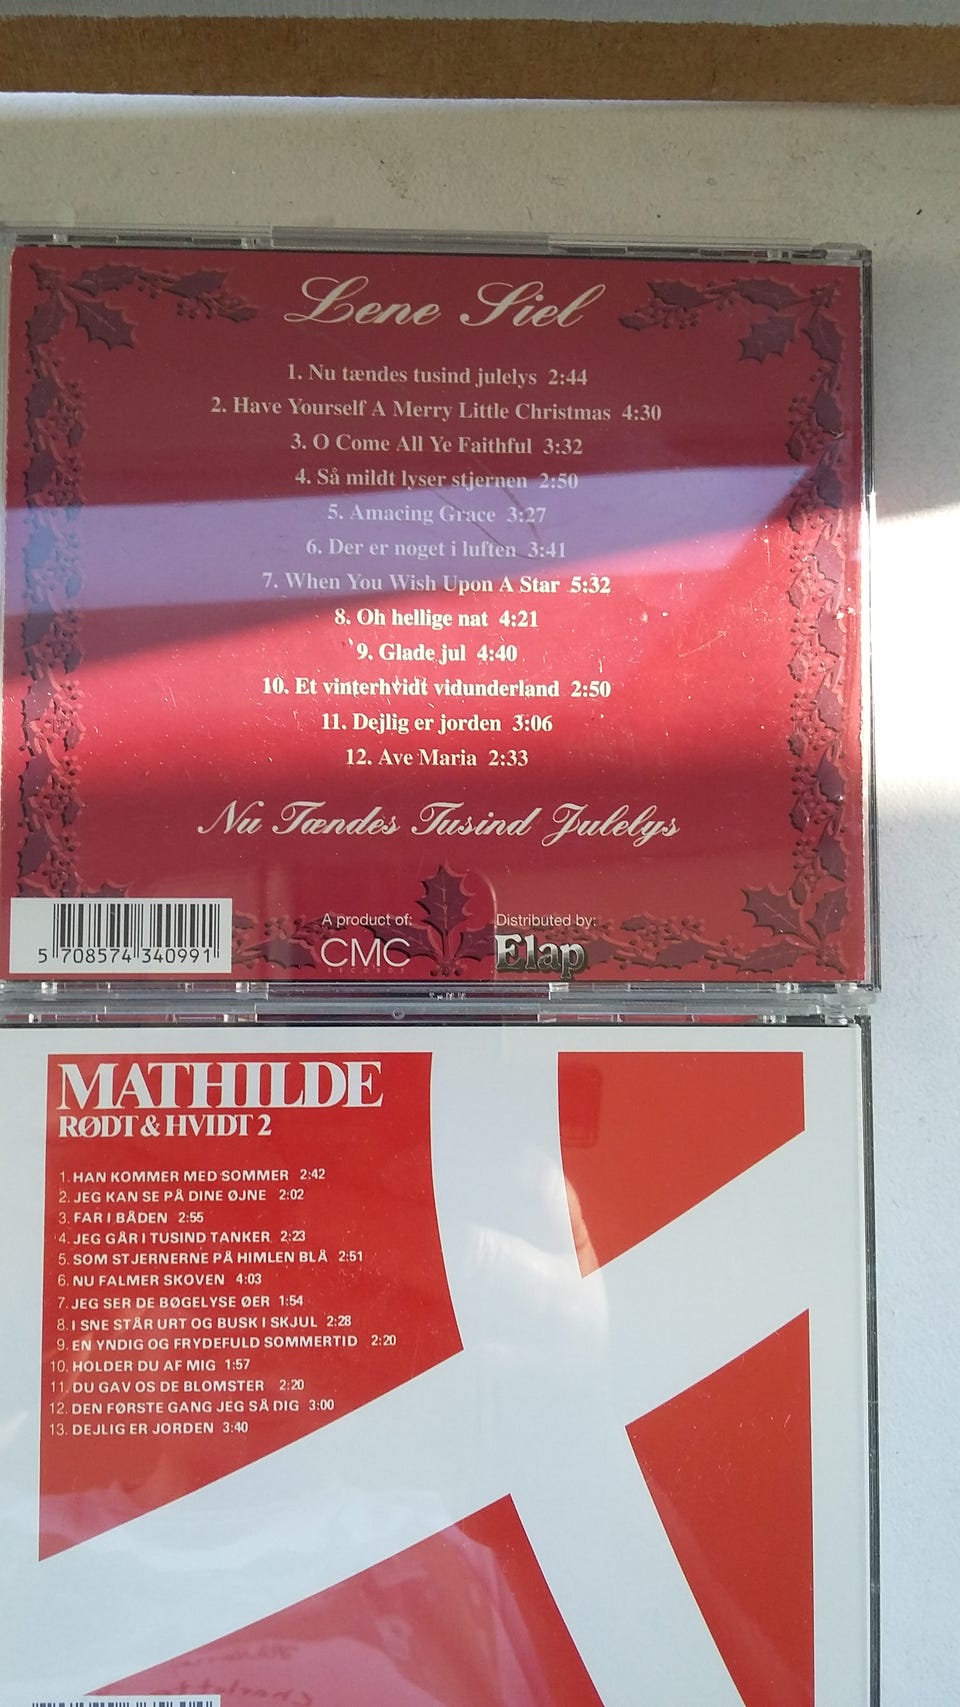 Lene Siel
1. Nu tændes tusind julelys 2:44
2. Have Yourself A Merry Little Christmas 4:30
3. O Come All Ye Faithful 3:32
4. Så mildt lyser stjernen 2:50
5. Amacing Grace 3:27
6. Der er noget i luften 3:41
7. When You Wish Upon A Star 5:32
8. Oh hellige nat 4:21
9. Glade jul 4:40
10. Et vinterhvidt vidunderland 2:50
11. Dejlig er jorden 3:06
12. Ave Maria 2:33
Nu Tændes Tusind Julelys
A product of:
CMC
RECORDS
Distributed by:
Elap
5 708574 340991
MATHILDE
RØDT & HVIDT 2
1. HAN KOMMER MED SOMMER 2:42
2. JEG KAN SE PÅ DINE ØJNE 2:02
3. FAR I BÅDEN 2:55
4. JEG GÅR I TUSIND TANKER 2:23
5. SOM STJERNERNE PÅ HIMLEN BLÅ 2:51
6. NU FALMER SKOVEN 4:03
7. JEG SER DE BØGELYSE ØER 1:54
8. I SNE STÅR URT OG BUSK I SKJUL 2:28
9. EN YNDIG OG FRYDEFULD SOMMERTID 2:20
10. HOLDER DU AF MIG 1:57
11. DU GAV OS DE BLOMSTER 2:20
12. DEN FØRSTE GANG JEG SÅ DIG 3:00
13. DEJLIG ER JORDEN 3:40